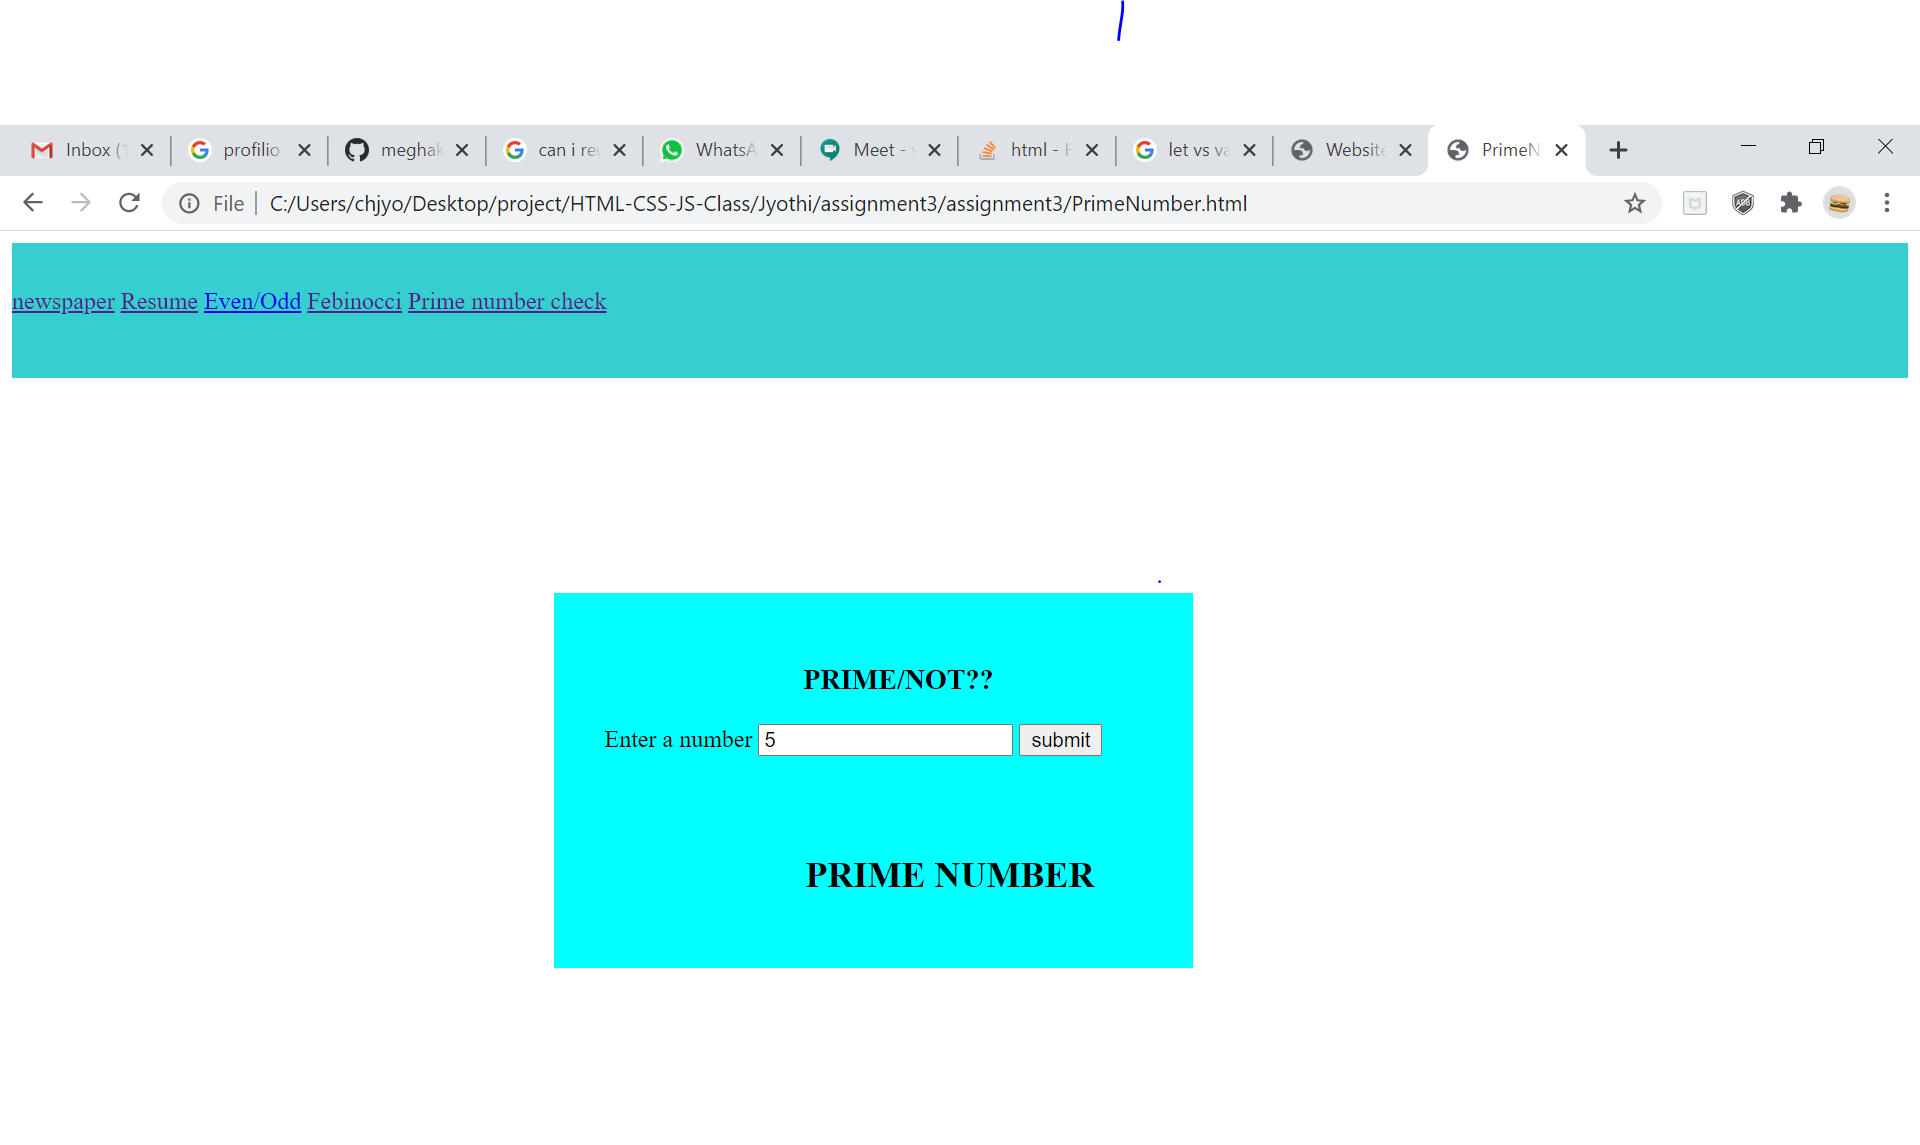 Inbox (1 profilio meghak can i reu WhatsA Meet - html - let vs va Website PrimeN
File C:/Users/chjyo/Desktop/project/HTML-CSS-JS-Class/Jyothi/assignment3/assignment3/PrimeNumber.html
newspaper Resume Even/Odd Febinocci Prime number check
PRIME/NOT??
Enter a number 5 submit
PRIME NUMBER